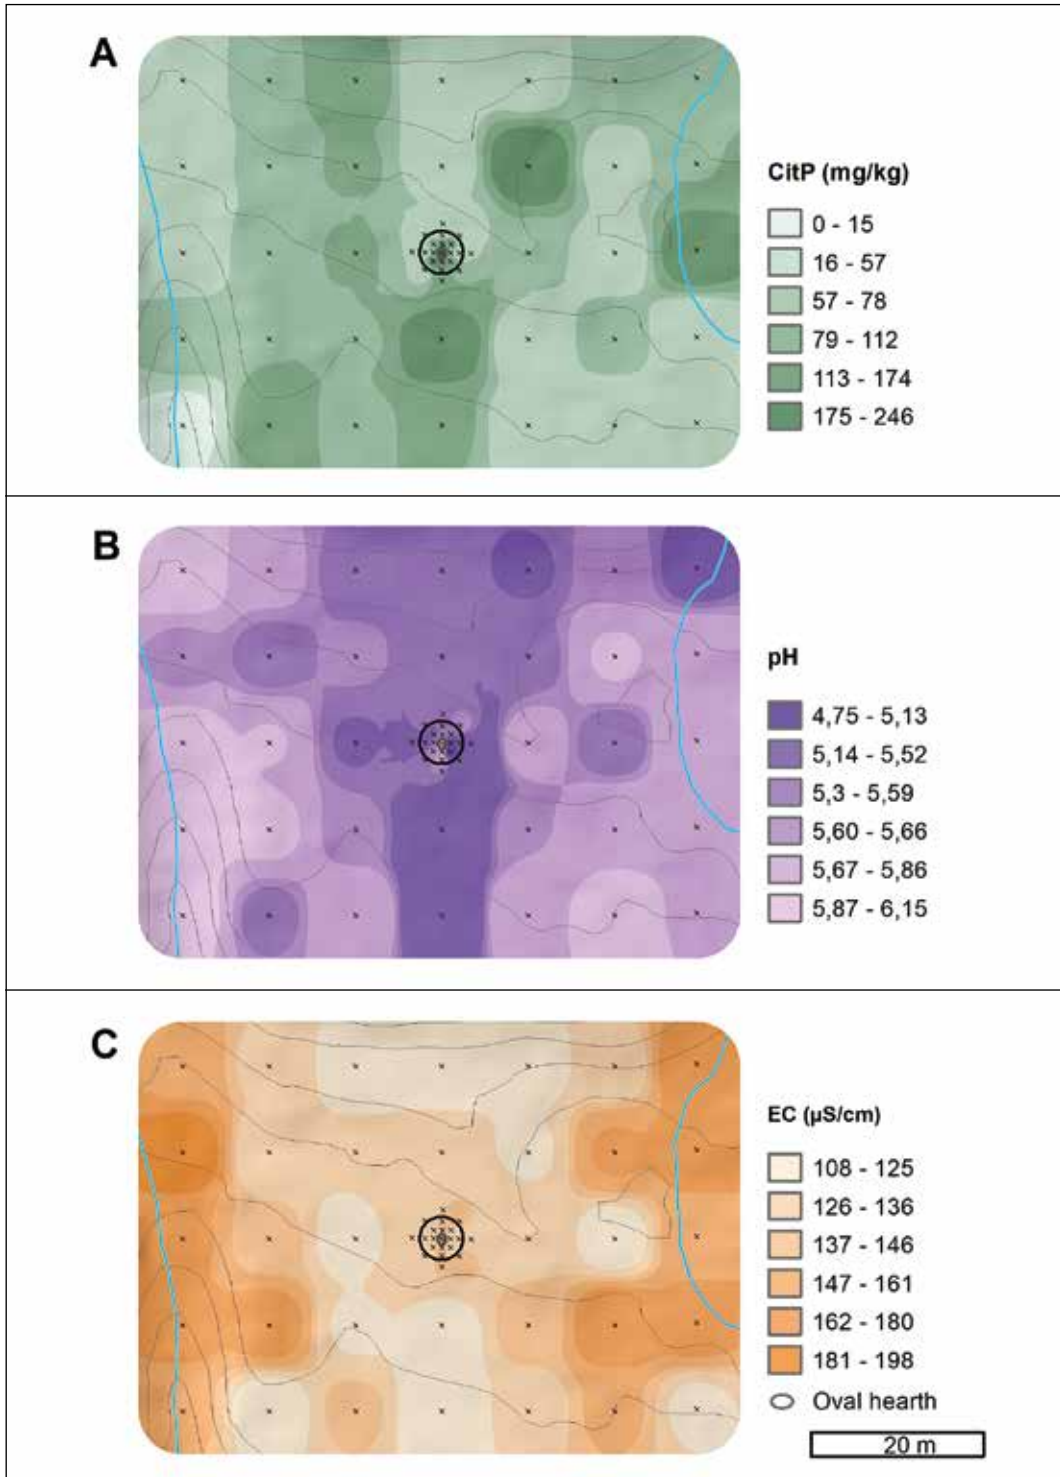 A
CitP (mg/kg)
0 - 15
16 - 57
57 - 78
79 - 112
113 - 174
175 - 246
B
pH
4,75 - 5,13
5,14 - 5,52
5,3 - 5,59
5,60 - 5,66
5,67 - 5,86
5,87 - 6,15
C
EC (µS/cm)
108 - 125
126 - 136
137 - 146
147 - 161
162 - 180
181 - 198
Oval hearth
20 m